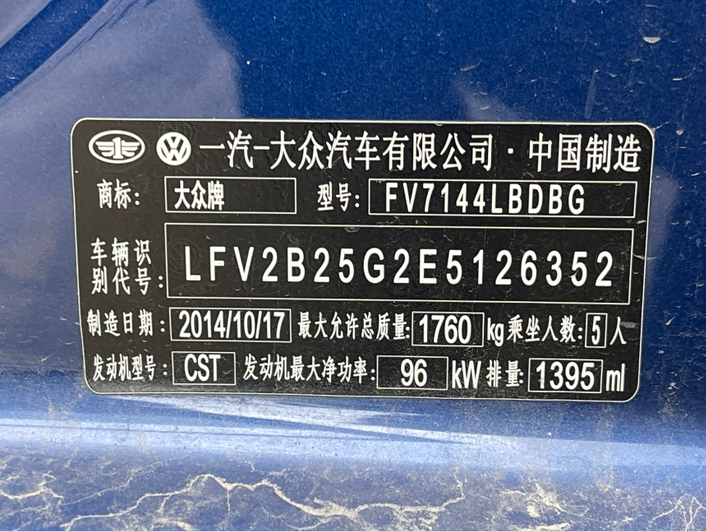 一汽-大众汽车有限公司·中国制造
商标: 大众牌 型号: FV7144LBDBG
车辆识别代号: LFV2B25G2E5126352
制造日期: 2014/10/17 最大允许总质量: 1760 kg 乘坐人数: 5 人
发动机型号: CST 发动机最大净功率: 96 kW 排量: 1395 ml